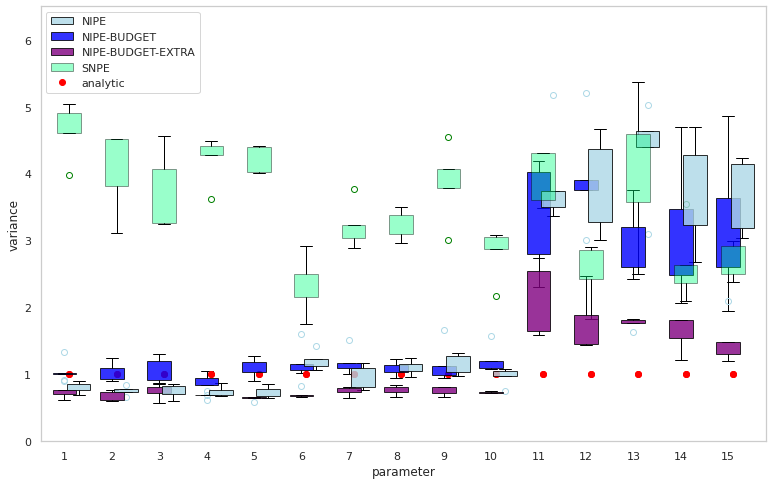 NIPE
NIPE-BUDGET
NIPE-BUDGET-EXTRA
SNPE
analytic
6
5
4
3
2
1
0
variance
1 2 3 4 5 6 7 8 9 10 11 12 13 14 15
parameter